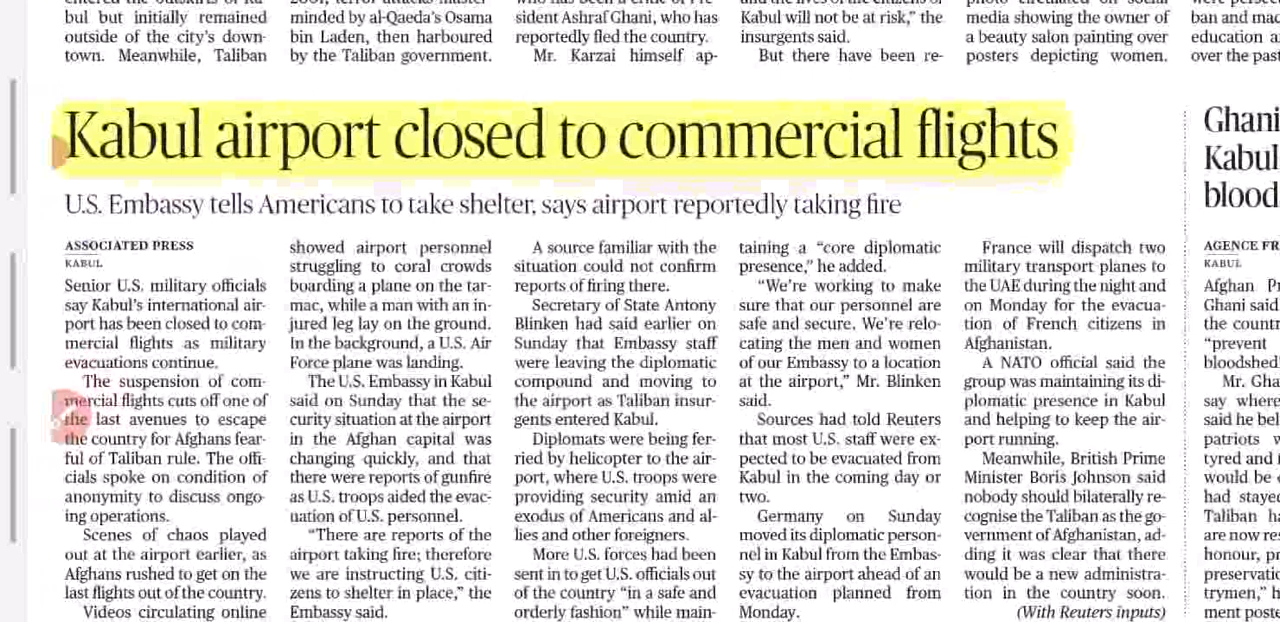 bul but initially remained
outside of the city's down-
town. Meanwhile, Taliban
minded by al-Qaeda's Osama
bin Laden, then harboured
by the Taliban government.
sident Ashraf Ghani, who has
reportedly fled the country.
Mr. Karzai himself ap-
Kabul will not be at risk," the
insurgents said.
But there have been re-
media showing the owner of
a beauty salon painting over
posters depicting women.
ban and
education
over the past
Kabul airport closed to commercial flights
U.S. Embassy tells Americans to take shelter, says airport reportedly taking fire
ASSOCIATED PRESS
KABUL
Senior U.S. military officials
say Kabul's international air-
port has been closed to com-
mercial flights as military
evacuations continue.
The suspension of com-
mercial flights cuts off one of
the last avenues to escape
the country for Afghans fear-
ful of Taliban rule. The offi-
cials spoke on condition of
anonymity to discuss ongo-
ing operations.
Scenes of chaos played
out at the airport earlier, as
Afghans rushed to get on the
last flights out of the country.
Videos circulating online
showed airport personnel
struggling to coral crowds
boarding a plane on the tar-
mac, while a man with an in-
jured leg lay on the ground.
In the background, a U.S. Air
Force plane was landing.
The U.S. Embassy in Kabul
said on Sunday that the se-
curity situation at the airport
in the Afghan capital was
changing quickly, and that
there were reports of gunfire
as U.S. troops aided the evac-
uation of U.S. personnel.
"There are reports of the
airport taking fire; therefore
we are instructing U.S. citi-
zens to shelter in place," the
Embassy said.
A source familiar with the
situation could not confirm
reports of firing there.
Secretary of State Antony
Blinken had said earlier on
Sunday that Embassy staff
were leaving the diplomatic
compound and moving to
the airport as Taliban insur-
gents entered Kabul.
Diplomats were being fer-
ried by helicopter to the air-
port, where U.S. troops were
providing security amid an
exodus of Americans and al-
lies and other foreigners.
More U.S. forces had been
sent in to get U.S. officials out
of the country "in a safe and
orderly fashion" while main-
taining a "core diplomatic
presence," he added.
"We're working to make
sure that our personnel are
safe and secure. We're relo-
cating the men and women
of our Embassy to a location
at the airport," Mr. Blinken
said.
Sources had told Reuters
that most U.S. staff were ex-
pected to be evacuated from
Kabul in the coming day or
two.
Germany on Sunday
moved its diplomatic person-
nel in Kabul from the Embas-
sy to the airport ahead of an
evacuation planned from
Monday.
France will dispatch two
military transport planes to
the UAE during the night and
on Monday for the evacua-
tion of French citizens in
Afghanistan.
A NATO official said the
group was maintaining its di-
plomatic presence in Kabul
and helping to keep the air-
port running.
Meanwhile, British Prime
Minister Boris Johnson said
nobody should bilaterally re-
cognise the Taliban as the go-
vernment of Afghanistan, ad-
ding it was clear that there
would be a new administra-
tion in the country soon.
(With Reuters inputs)
Ghani
Kabul
blood
AGENCE FR
KABUL
Afghan P
Ghani said
the count
"prevent
bloodshed
Mr. Gha
say where
said he bel
patriots w
tyred and
would be
had stayed
Taliban ha
are now res
honour, pr
preservatio
trymen," h
ment poste